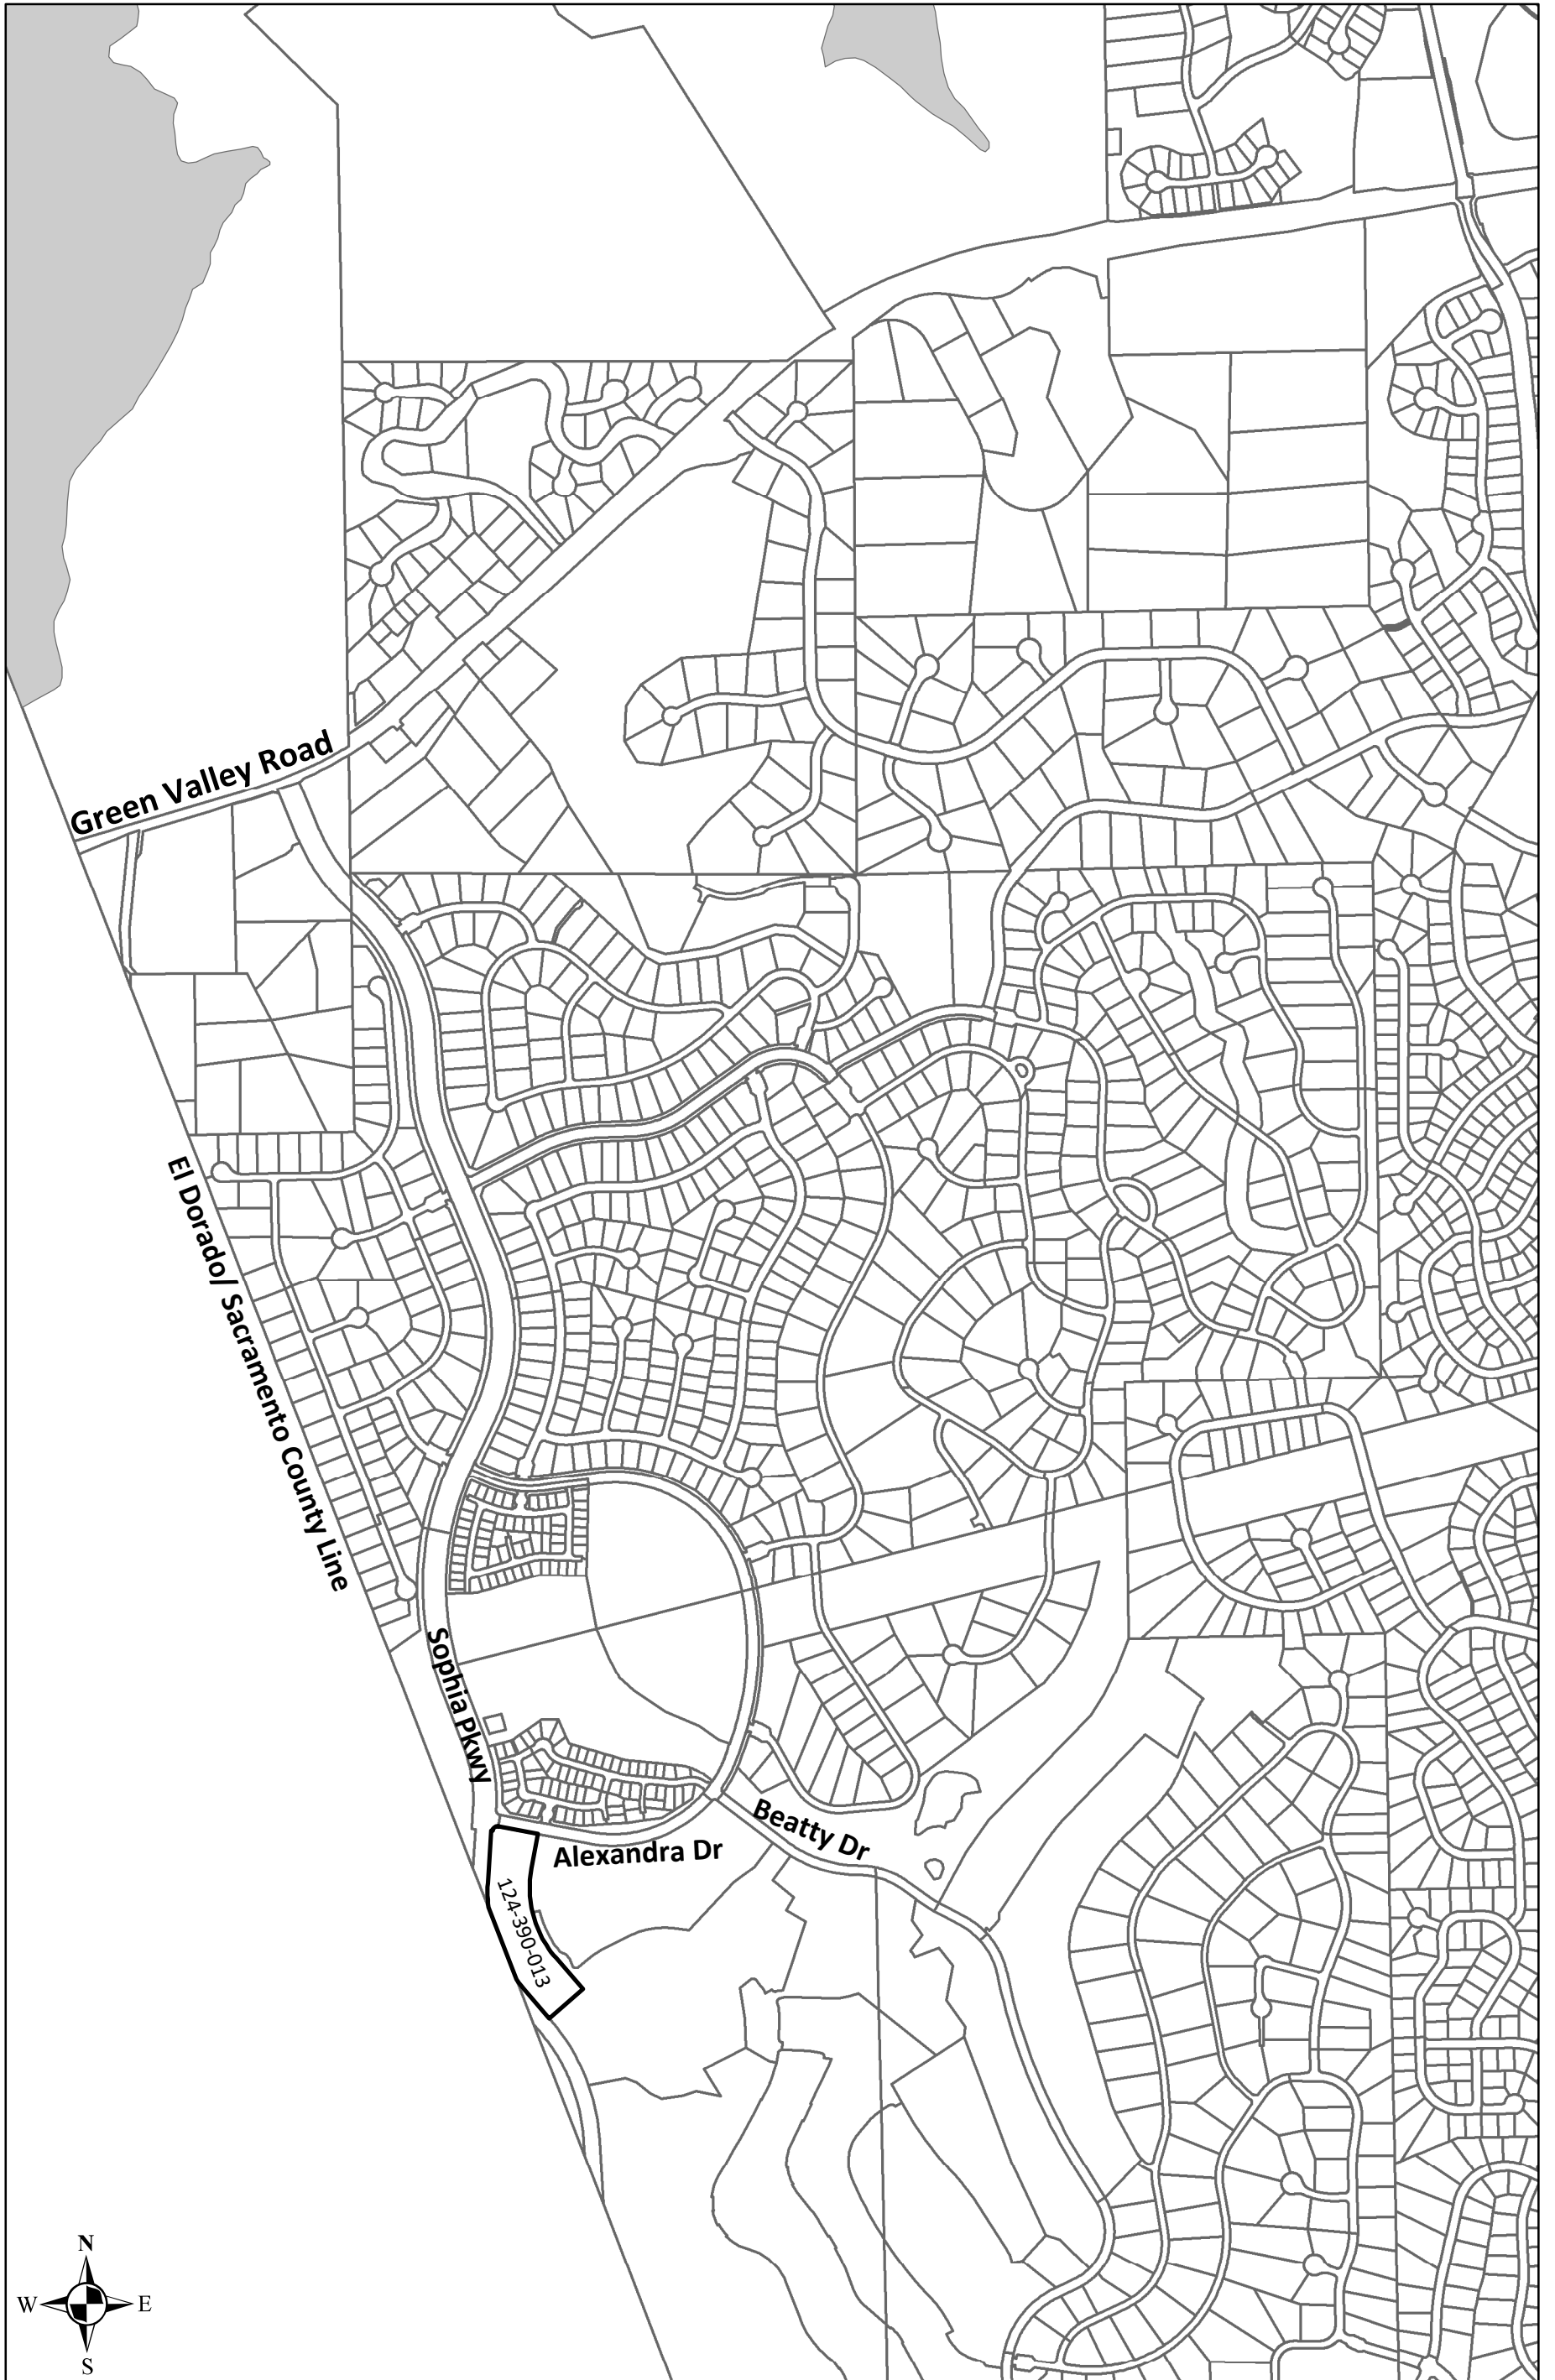 Green Valley Road
El Dorado/ Sacramento County Line
Sophia Pkwy
Beatty Dr
Alexandra Dr
124-390-013
N
W E
S